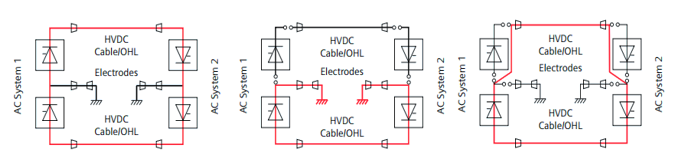 AC System 1
HVDC
Cable/OHL
Electrodes
HVDC
Cable/OHL
AC System 2
AC System 1
HVDC
Cable/OHL
Electrodes
HVDC
Cable/OHL
AC System 2
AC System 1
HVDC
Cable/OHL
Electrodes
HVDC
Cable/OHL
AC System 2